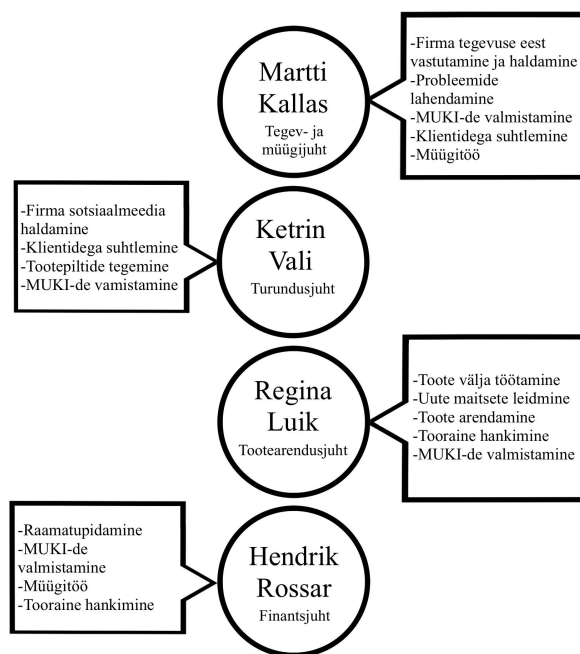 Martti
Kallas
Tegev- ja
müügijuht
-Firma tegevuse eest
vastutamine ja haldamine
-Probleemide
lahendamine
-MUKI-de valmistamine
-Klientidega suhtlemine
-Müügitöö
-Firma sotsiaalmeedia
haldamine
-Klientidega suhtlemine
-Tootepiltide tegemine
-MUKI-de vamistamine
Ketrin
Vali
Turundusjuht
Regina
Luik
Tootearendusjuht
-Toote välja töötamine
-Uute maitsete leidmine
-Toote arendamine
-Tooraine hankimine
-MUKI-de valmistamine
-Raamatupidamine
-MUKI-de
valmistamine
-Müügitöö
-Tooraine hankimine
Hendrik
Rossar
Finantsjuht